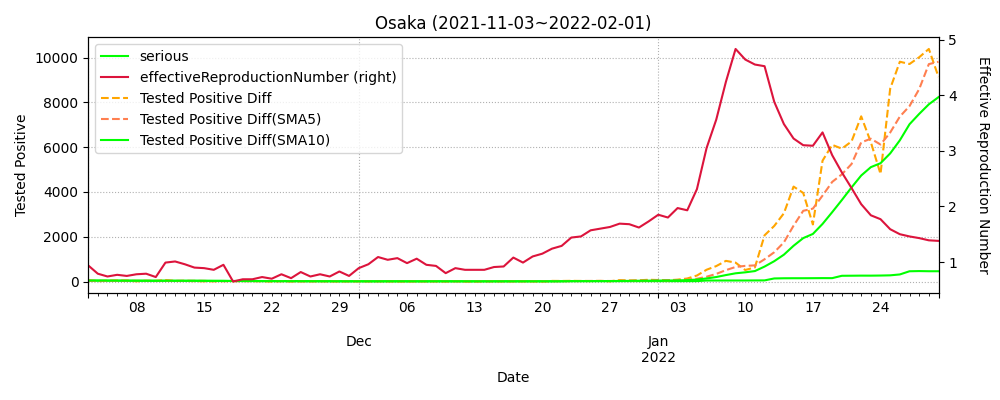 Osaka (2021-11-03~2022-02-01)
serious
effectiveReproductionNumber (right)
Tested Positive Diff
Tested Positive Diff(SMA5)
Tested Positive Diff(SMA10)
Tested Positive
10000
8000
6000
4000
2000
0
5
4
3
2
1
Effective Reproduction Number
08 15 22 29 06 13 20 27 03 10 17 24
Dec Jan
2022
Date